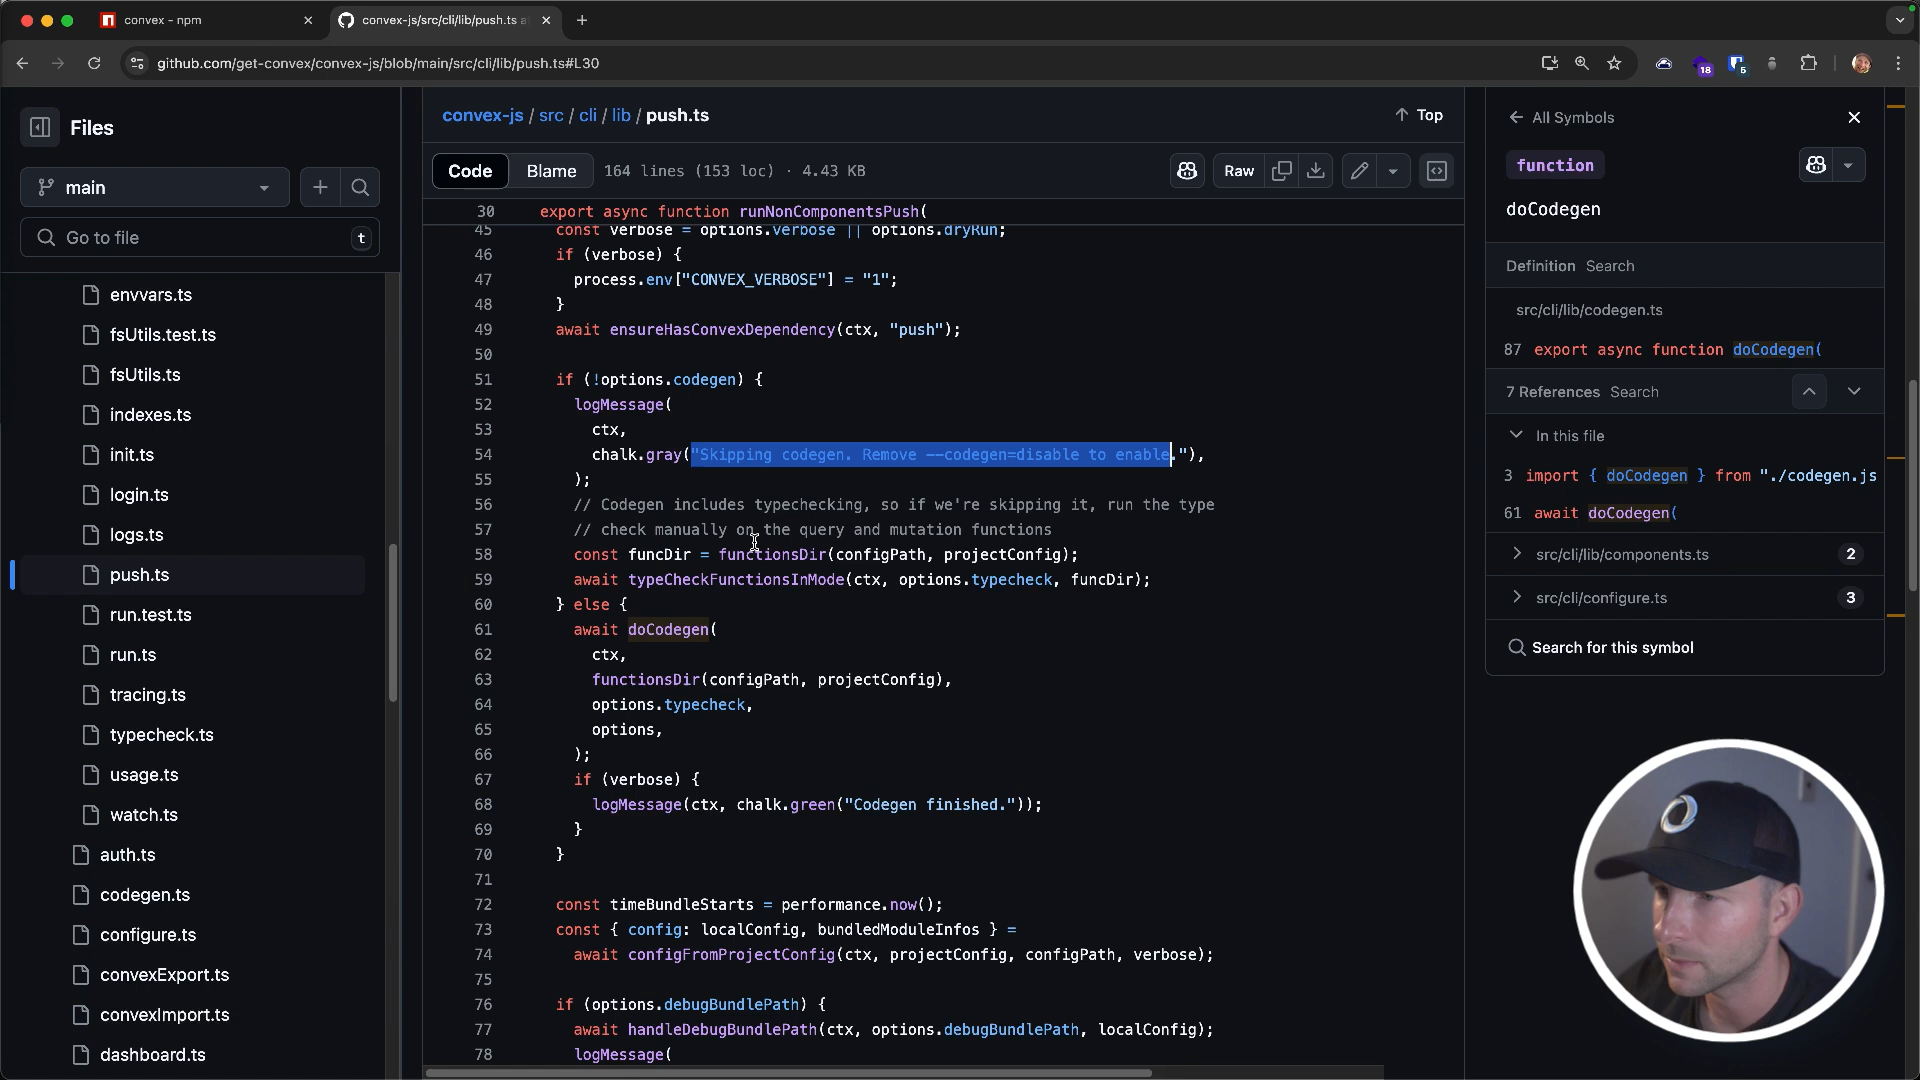 convex - npm
convex-js/src/cli/lib/push.ts a
github.com/get-convex/convex-js/blob/main/src/cli/lib/push.ts#L30
18
5
Files
main
Go to file
t
envvars.ts
fsUtils.test.ts
fsUtils.ts
indexes.ts
init.ts
login.ts
logs.ts
push.ts
run.test.ts
run.ts
tracing.ts
typecheck.ts
usage.ts
watch.ts
auth.ts
codegen.ts
configure.ts
convexExport.ts
convexImport.ts
dashboard.ts
convex-js / src / cli / lib / push.ts
Top
Code
Blame
164 lines (153 loc) · 4.43 KB
Raw
30 export async function runNonComponentsPush(
45 const verbose = options.verbose || options.dryRun;
46 if (verbose) {
47 process.env["CONVEX_VERBOSE"] = "1";
48 }
49 await ensureHasConvexDependency(ctx, "push");
50
51 if (!options.codegen) {
52 logMessage(
53 ctx,
54 chalk.gray("Skipping codegen. Remove --codegen=disable to enable."),
55 );
56 // Codegen includes typechecking, so if we're skipping it, run the type
57 // check manually on the query and mutation functions
58 const funcDir = functionsDir(configPath, projectConfig);
59 await typeCheckFunctionsInMode(ctx, options.typecheck, funcDir);
60 } else {
61 await doCodegen(
62 ctx,
63 functionsDir(configPath, projectConfig),
64 options.typecheck,
65 options,
66 );
67 if (verbose) {
68 logMessage(ctx, chalk.green("Codegen finished."));
69 }
70 }
71
72 const timeBundleStarts = performance.now();
73 const { config: localConfig, bundledModuleInfos } =
74 await configFromProjectConfig(ctx, projectConfig, configPath, verbose);
75
76 if (options.debugBundlePath) {
77 await handleDebugBundlePath(ctx, options.debugBundlePath, localConfig);
78 logMessage(
All Symbols
function
doCodegen
Definition Search
src/cli/lib/codegen.ts
87 export async function doCodegen(
7 References Search
In this file
3 import { doCodegen } from "./codegen.js
61 await doCodegen(
src/cli/lib/components.ts 2
src/cli/configure.ts 3
Search for this symbol